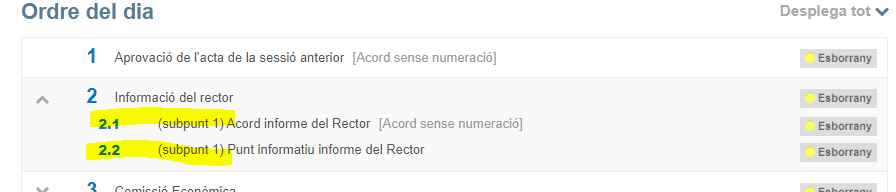 Ordre del dia Desplega tot
1 Aprovació de l'acta de la sessió anterior [Acord sense numeració] Esborrany
2 Informació del rector Esborrany
2.1 (subpunt 1) Acord informe del Rector [Acord sense numeració] Esborrany
2.2 (subpunt 1) Punt informatiu informe del Rector Esborrany
3 Comissió Econòmica Esborrany